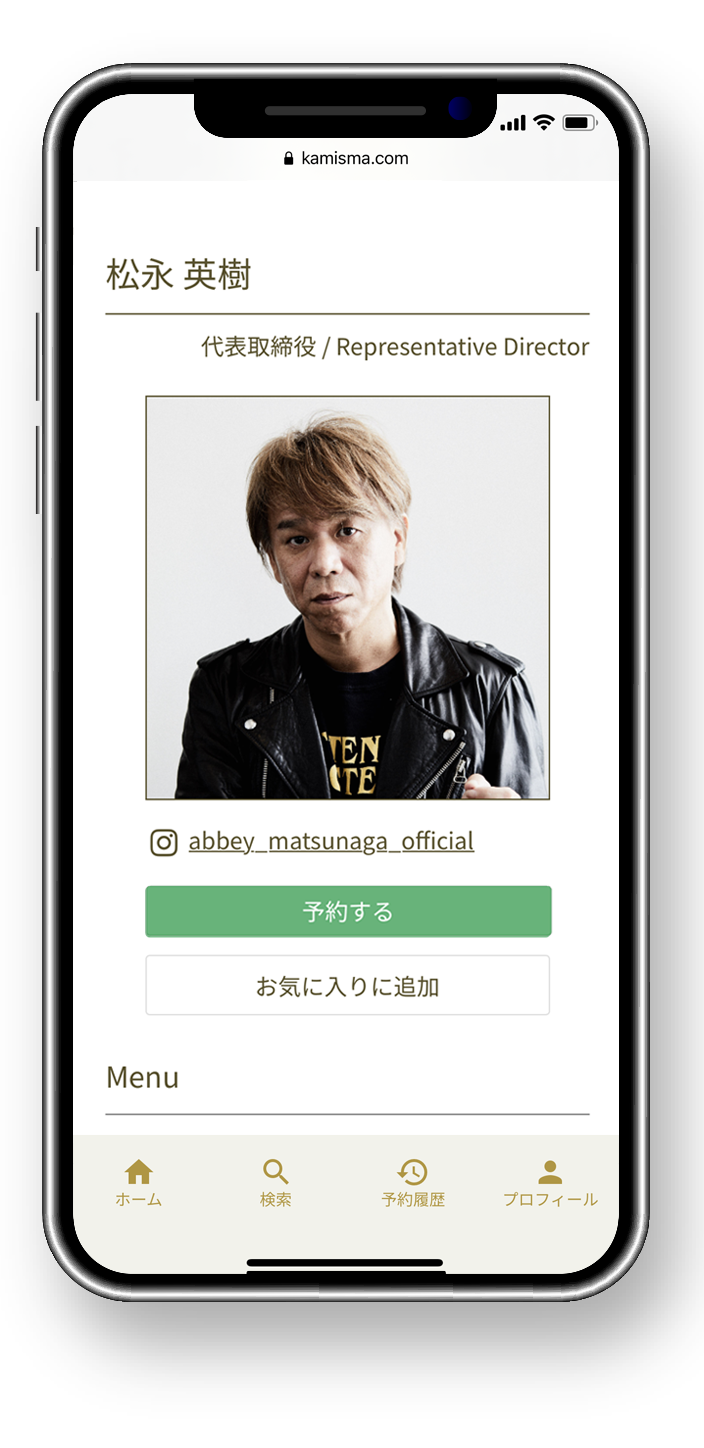 kamisma.com
松永 英樹
代表取締役 / Representative Director
TEN
TE
abbey_matsunaga_official
予約する
お気に入りに追加
Menu
ホーム
検索
予約履歴
プロフィール